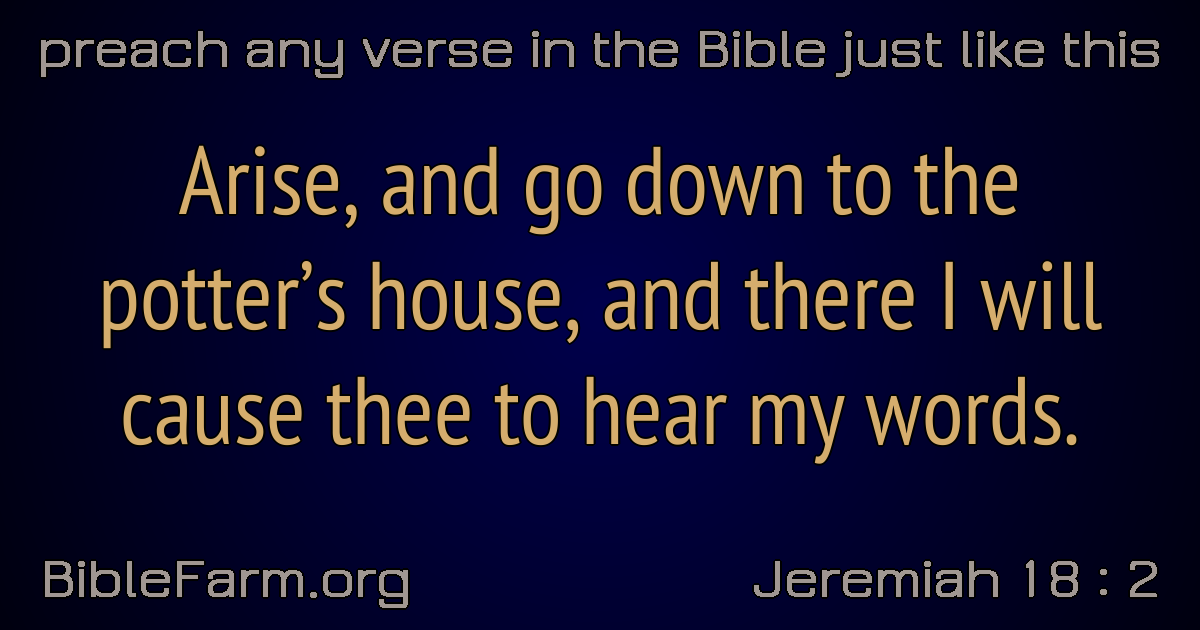 preach any verse in the Bible just like this
Arise, and go down to the
potter’s house, and there I will
cause thee to hear my words.
BibleFarm.org
Jeremiah 18 : 2